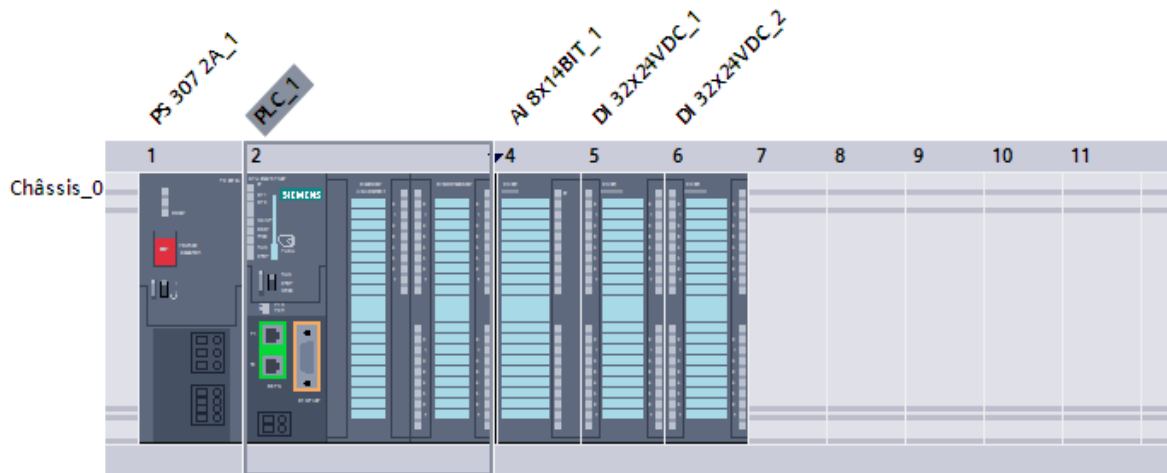 PS 307 2A_1
PLC_1
AI 8x14BIT_1
DI 32x24VDC_1
DI 32x24VDC_2
1 2 4 5 6 7 8 9 10 11
Châssis_0
SIEMENS